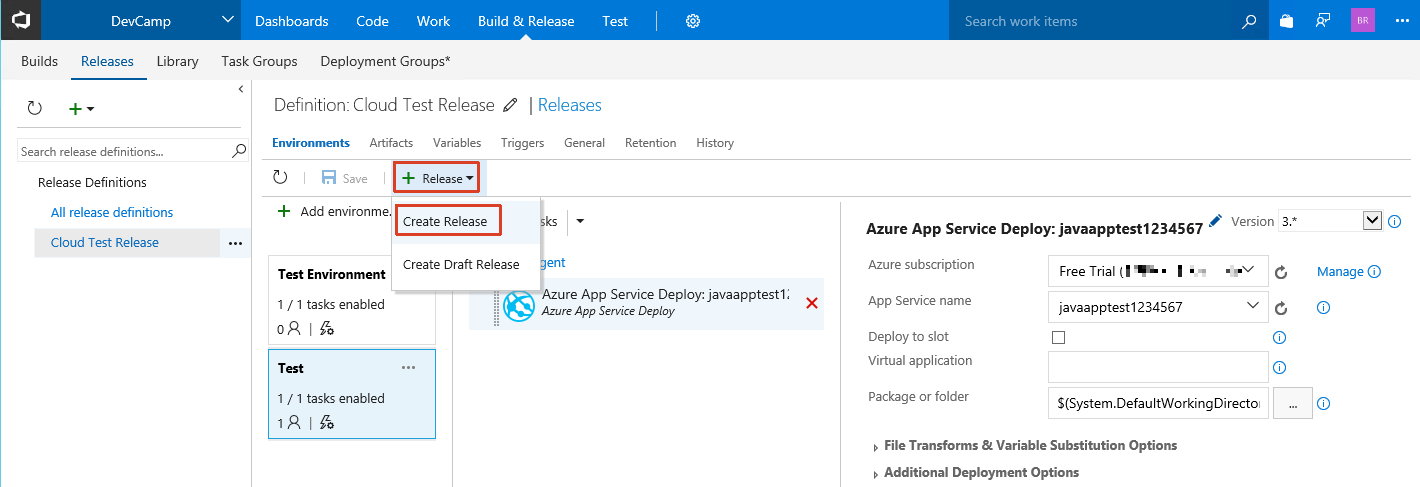 DevCamp Dashboards Code Work Build & Release Test Search work items BR ...
Builds Releases Library Task Groups Deployment Groups*
Search release definitions...
Release Definitions
All release definitions
Cloud Test Release ...
Definition: Cloud Test Release | Releases
Environments Artifacts Variables Triggers General Retention History
Save Release
Create Release
Create Draft Release
Add environme..
Test Environment
1 / 1 tasks enabled
0
Test ...
1 / 1 tasks enabled
1
Azure App Service Deploy: javaapptest12
Azure App Service Deploy
Azure App Service Deploy: javaapptest1234567 Version 3.*
Azure subscription Free Trial ( Manage
App Service name javaapptest1234567
Deploy to slot
Virtual application
Package or folder $(System.DefaultWorkingDirecto ...
File Transforms & Variable Substitution Options
Additional Deployment Options